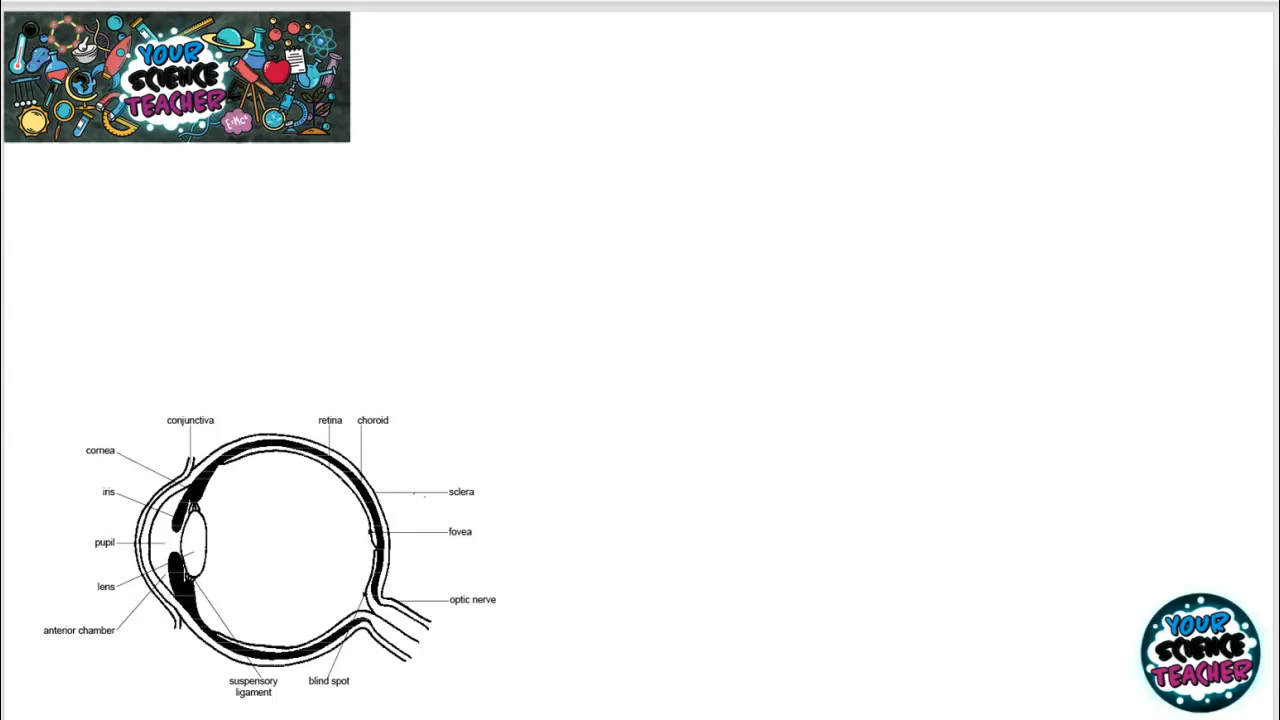 YOUR
SCIENCE
TEACHER
E=MC²
conjunctiva
retina
choroid
cornea
iris
sclera
fovea
pupil
lens
optic nerve
anterior chamber
suspensory
ligament
blind spot
YOUR
SCIENCE
TEACHER